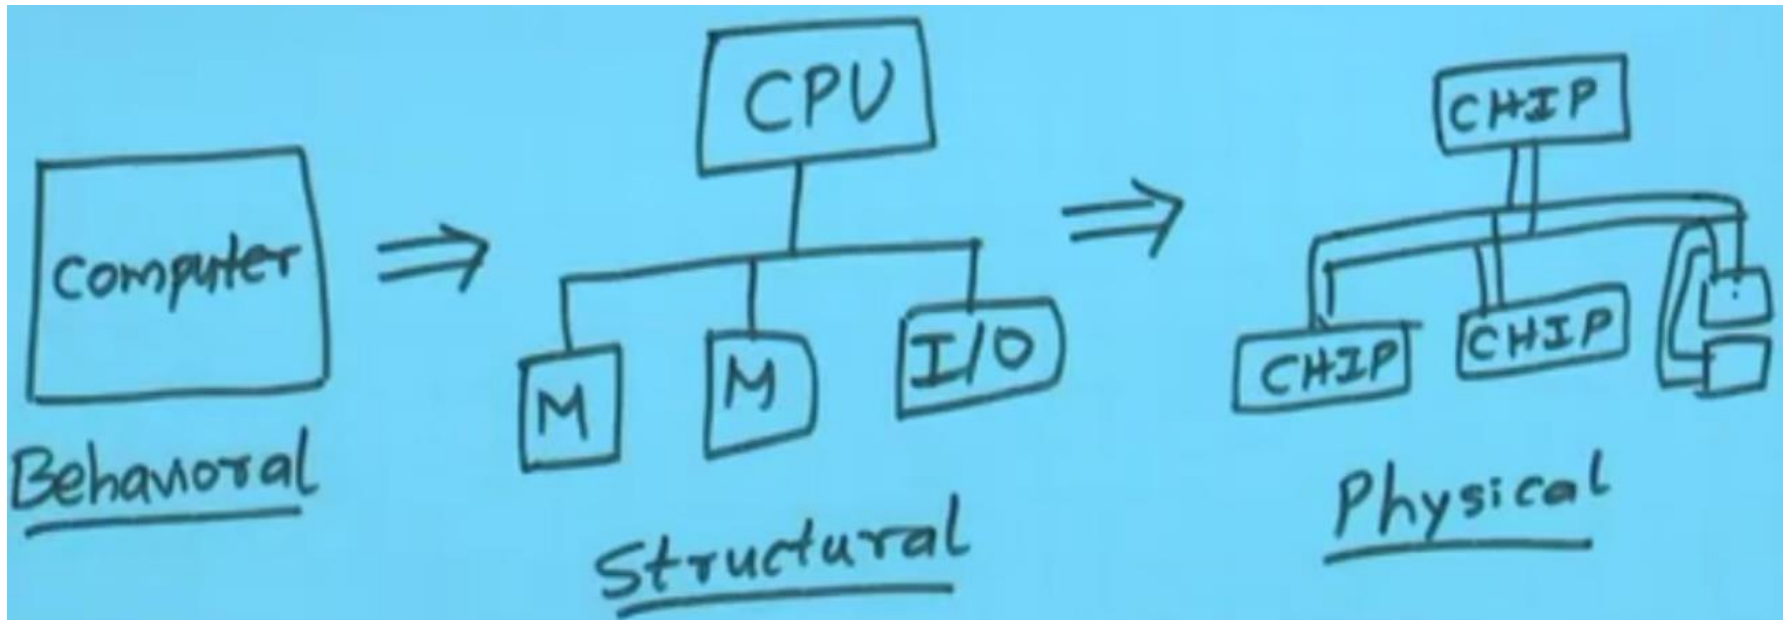 Computer
Behavioral
CPU
M
M
I/O
Structural
CHIP
CHIP
CHIP
Physical